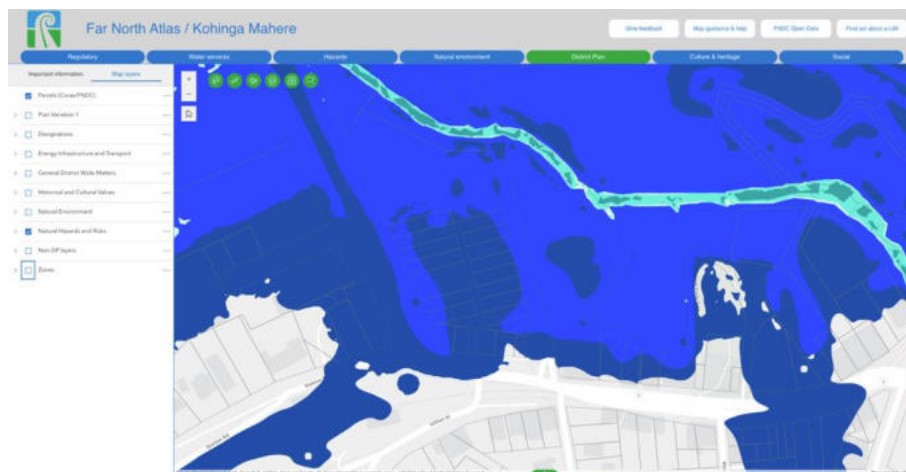 Far North Atlas / Kohinga Mahere
Give feedback
Map guidance & help
FNDC Open Data
Find out about a LIM
Regulatory
Water services
Hazards
Natural environment
District Plan
Culture & heritage
Social
Important information
Map layers
Parcels (Cursa/FNDC)
Plan Variation 1
Designations
Energy Infrastructure and Transport
General District Wide Matters
Historical and Cultural Values
Natural Environment
Natural Hazards and Risks
Non DP layers
Zones